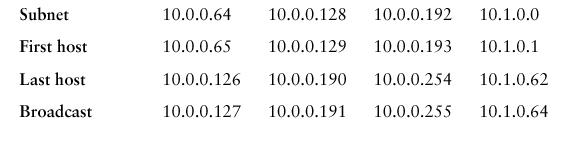 Subnet 10.0.0.64 10.0.0.128 10.0.0.192 10.1.0.0
First host 10.0.0.65 10.0.0.129 10.0.0.193 10.1.0.1
Last host 10.0.0.126 10.0.0.190 10.0.0.254 10.1.0.62
Broadcast 10.0.0.127 10.0.0.191 10.0.0.255 10.1.0.64